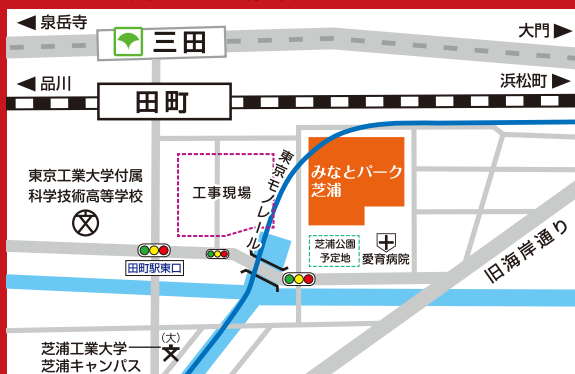 泉岳寺
大門
三田
品川
浜松町
田町
東京モノレール
みなとパーク
芝浦
東京工業大学付属
科学技術高等学校
工事現場
芝浦公園
予定地
愛育病院
旧海岸通り
田町駅東口
(大)
芝浦工業大学
芝浦キャンパス